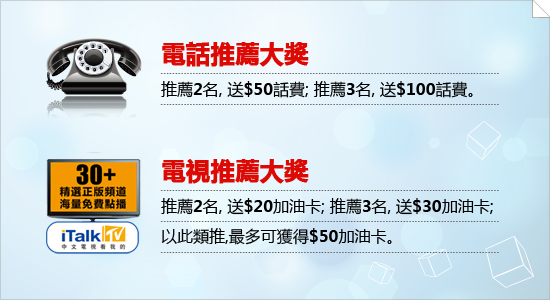 電話推薦大獎
推薦2名, 送$50話費; 推薦3名, 送$100話費。
30+
精選正版頻道
海量免費點播
iTalk TV
中文電視看我的
電視推薦大獎
推薦2名, 送$20加油卡; 推薦3名, 送$30加油卡;
以此類推,最多可獲得$50加油卡。